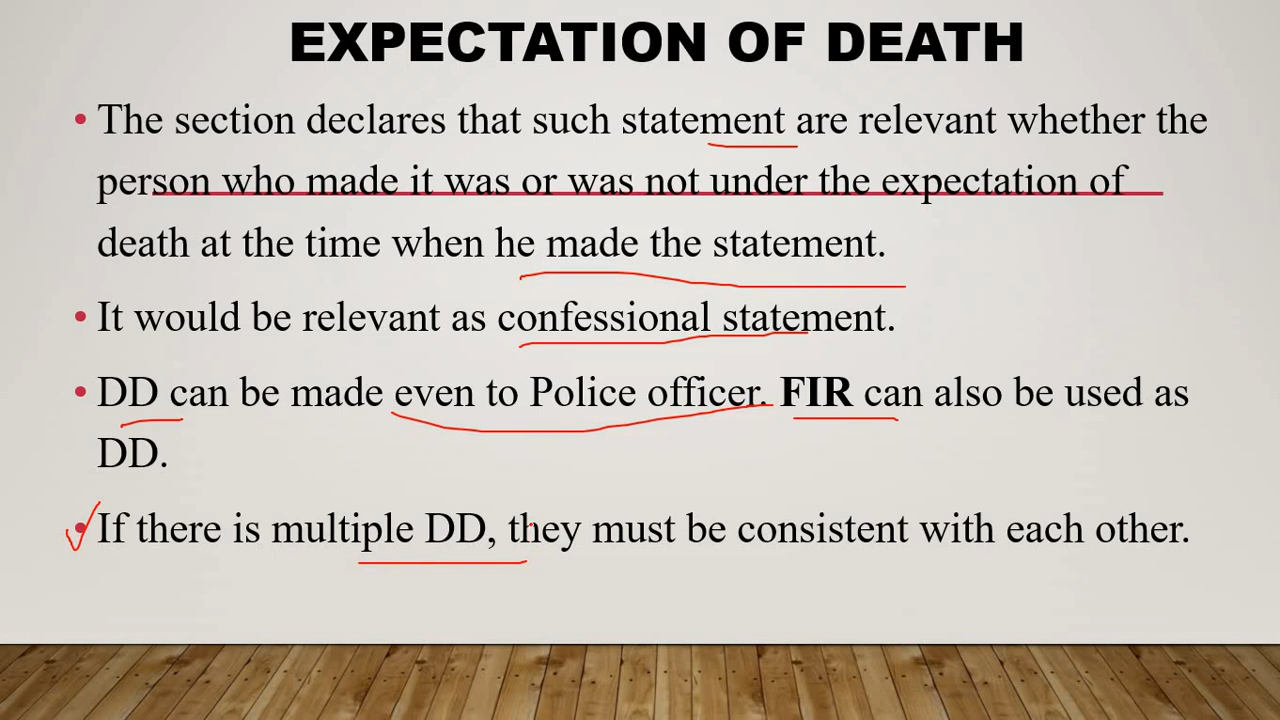 EXPECTATION OF DEATH
• The section declares that such statement are relevant whether the
person who made it was or was not under the expectation of
death at the time when he made the statement.
• It would be relevant as confessional statement.
• DD can be made even to Police officer. FIR can also be used as
DD.
• If there is multiple DD, they must be consistent with each other.